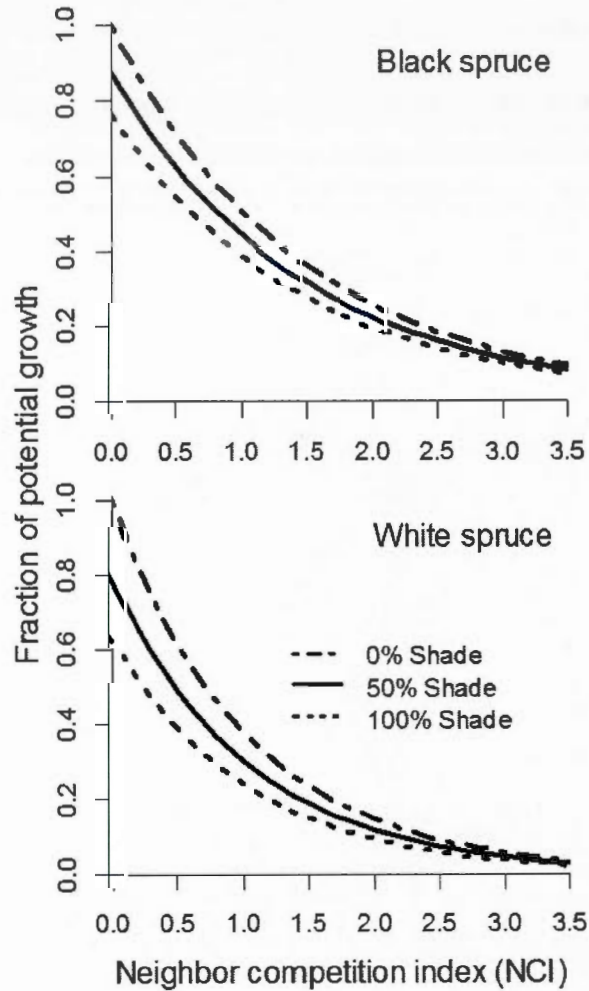 Black spruce
1.0
0.8
0.6
0.4
0.2
0.0
0.0 0.5 1.0 1.5 2.0 2.5 3.0 3.5
Fraction of potential growth
White spruce
1.0
0.8
0.6
0.4
0.2
0.0
0% Shade
50% Shade
100% Shade
0.0 0.5 1.0 1.5 2.0 2.5 3.0 3.5
Neighbor competition index (NCI)